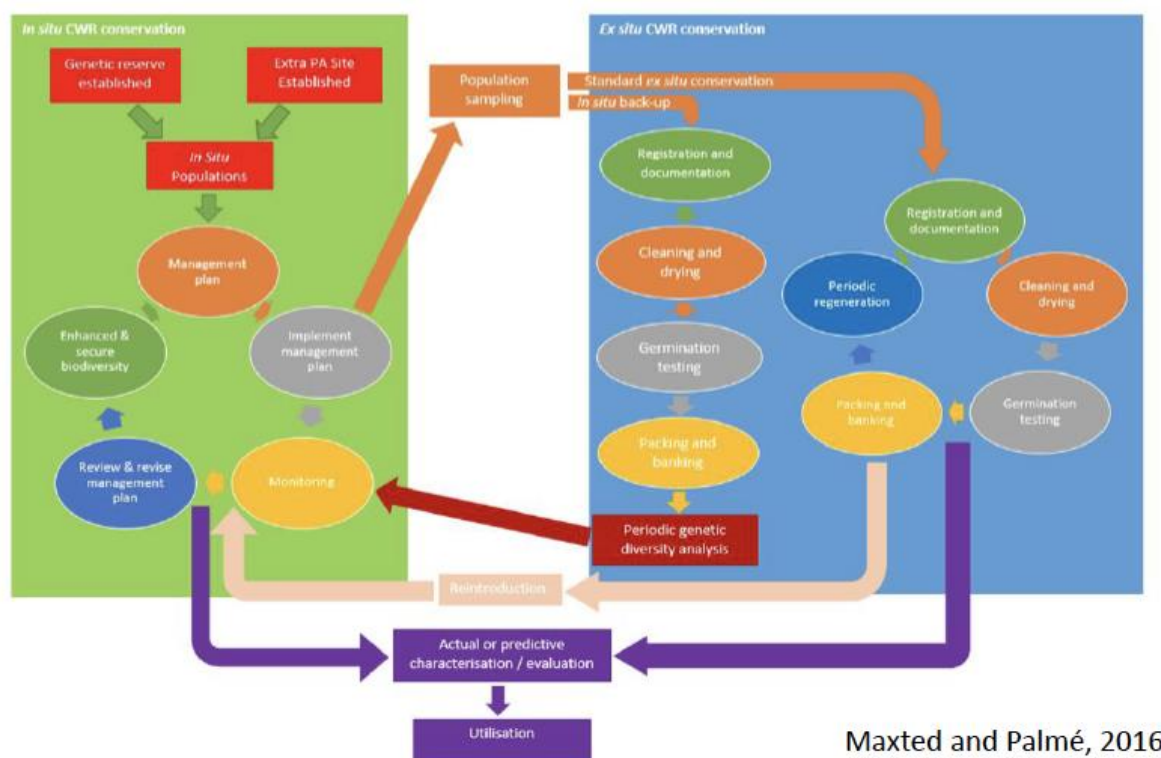 In situ CWR conservation
Genetic reserve
established
Extra PA Site
Established
In Situ
Populations
Management
plan
Enhanced &
secure
biodiversity
Implement
management
plan
Review & revise
management
plan
Monitoring
Population
sampling
Ex situ CWR conservation
Standard ex situ conservation
In situ back-up
Registration and
documentation
Cleaning and
drying
Germination
testing
Packing and
banking
Periodic genetic
diversity analysis
Registration and
documentation
Periodic
regeneration
Cleaning and
drying
Packing and
banking
Germination
testing
Reintroduction
Actual or predictive
characterisation / evaluation
Utilisation
Maxted and Palmé, 2016